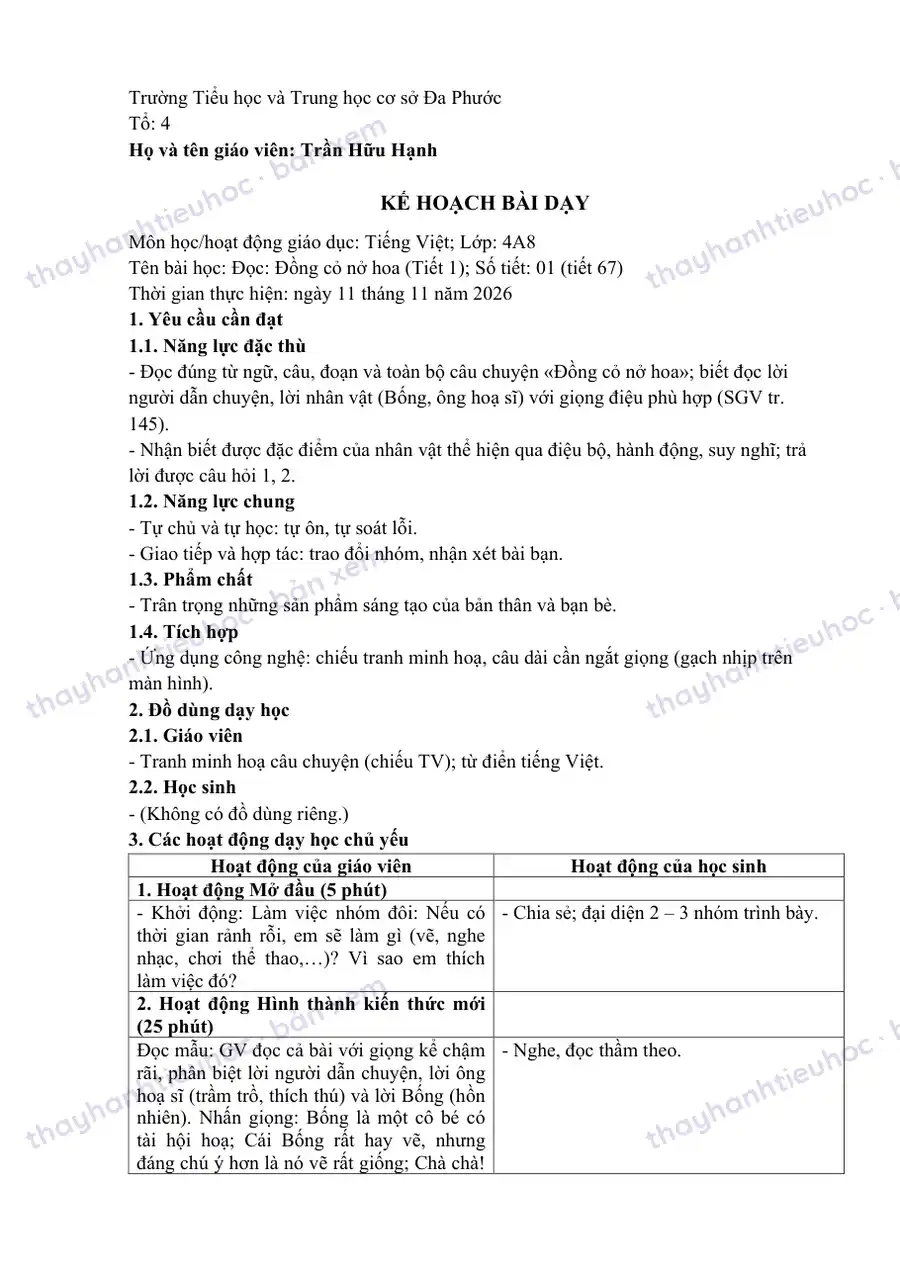 Trường Tiểu học và Trung học cơ sở Đa Phước
Tổ: 4
Họ và tên giáo viên: Trần Hữu Hạnh
KẾ HOẠCH BÀI DẠY
Môn học/hoạt động giáo dục: Tiếng Việt; Lớp: 4A8
Tên bài học: Đọc: Đồng cỏ nở hoa (Tiết 1); Số tiết: 01 (tiết 67)
Thời gian thực hiện: ngày 11 tháng 11 năm 2026
1. Yêu cầu cần đạt
1.1. Năng lực đặc thù
- Đọc đúng từ ngữ, câu, đoạn và toàn bộ câu chuyện «Đồng cỏ nở hoa»; biết đọc lời
người dẫn chuyện, lời nhân vật (Bống, ông hoạ sĩ) với giọng điệu phù hợp (SGV tr.
145).
- Nhận biết được đặc điểm của nhân vật thể hiện qua điệu bộ, hành động, suy nghĩ; trả
lời được câu hỏi 1, 2.
1.2. Năng lực chung
- Tự chủ và tự học: tự ôn, tự soát lỗi.
- Giao tiếp và hợp tác: trao đổi nhóm, nhận xét bài bạn.
1.3. Phẩm chất
- Trân trọng những sản phẩm sáng tạo của bản thân và bạn bè.
1.4. Tích hợp
- Ứng dụng công nghệ: chiếu tranh minh hoạ, câu dài cần ngắt giọng (gạch nhịp trên
màn hình).
2. Đồ dùng dạy học
2.1. Giáo viên
- Tranh minh hoạ câu chuyện (chiếu TV); từ điển tiếng Việt.
2.2. Học sinh
- (Không có đồ dùng riêng.)
3. Các hoạt động dạy học chủ yếu
Hoạt động của giáo viên
Hoạt động của học sinh
1. Hoạt động Mở đầu (5 phút)
- Khởi động: Làm việc nhóm đôi: Nếu có
thời gian rảnh rỗi, em sẽ làm gì (vẽ, nghe
nhạc, chơi thể thao,…)? Vì sao em thích
làm việc đó?
- Chia sẻ; đại diện 2 – 3 nhóm trình bày.
2. Hoạt động Hình thành kiến thức mới
(25 phút)
Đọc mẫu: GV đọc cả bài với giọng kể chậm
rãi, phân biệt lời người dẫn chuyện, lời ông
hoạ sĩ (trầm trồ, thích thú) và lời Bống (hồn
nhiên). Nhấn giọng: Bống là một cô bé có
tài hội hoạ; Cái Bống rất hay vẽ, nhưng
đáng chú ý hơn là nó vẽ rất giống; Chà chà!
- Nghe, đọc thầm theo.
thayhanhtieuhoc · bản xem
thayhanhtieuhoc · b
thayhanhtieuhoc · bản xem
thayhanhtieuhoc · b
thayhanhtieuhoc · bản xem
thayhanhtieuhoc · b